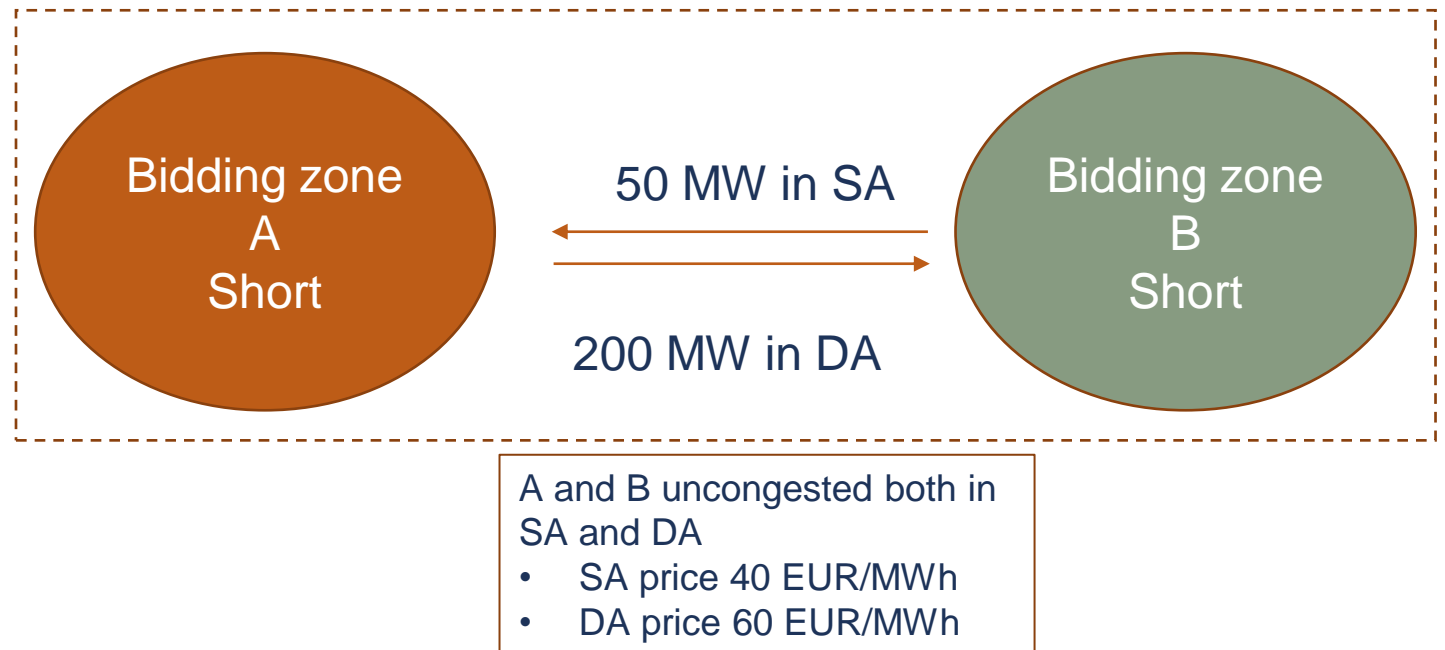 Bidding zone
A
Short
50 MW in SA
200 MW in DA
Bidding zone
B
Short
A and B uncongested both in
SA and DA
• SA price 40 EUR/MWh
• DA price 60 EUR/MWh